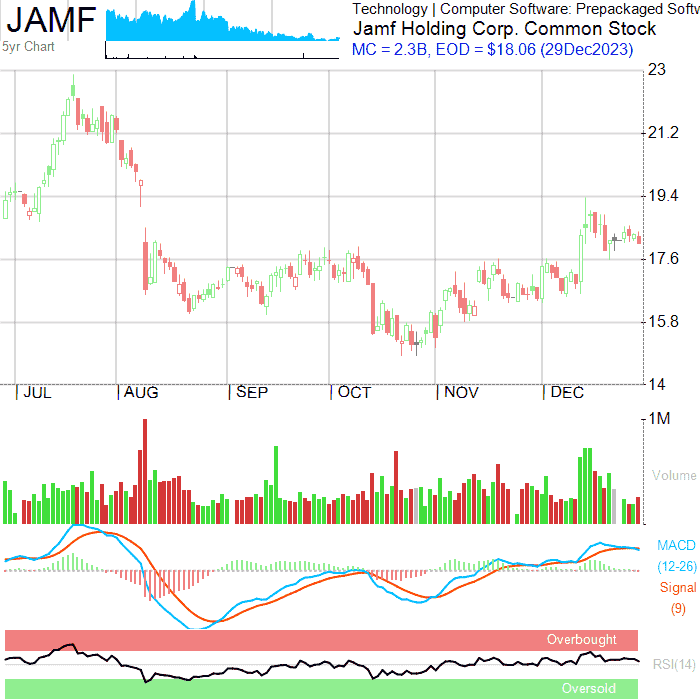 JAMF
5yr Chart
Technology | Computer Software: Prepackaged Softw
Jamf Holding Corp. Common Stock
MC = 2.3B, EOD = $18.06 (29Dec2023)
23
21.2
19.4
17.6
15.8
14
|JUL |AUG |SEP |OCT |NOV |DEC
1M
Volume
MACD
(12-26)
Signal
(9)
Overbought
RSI(14)
Oversold